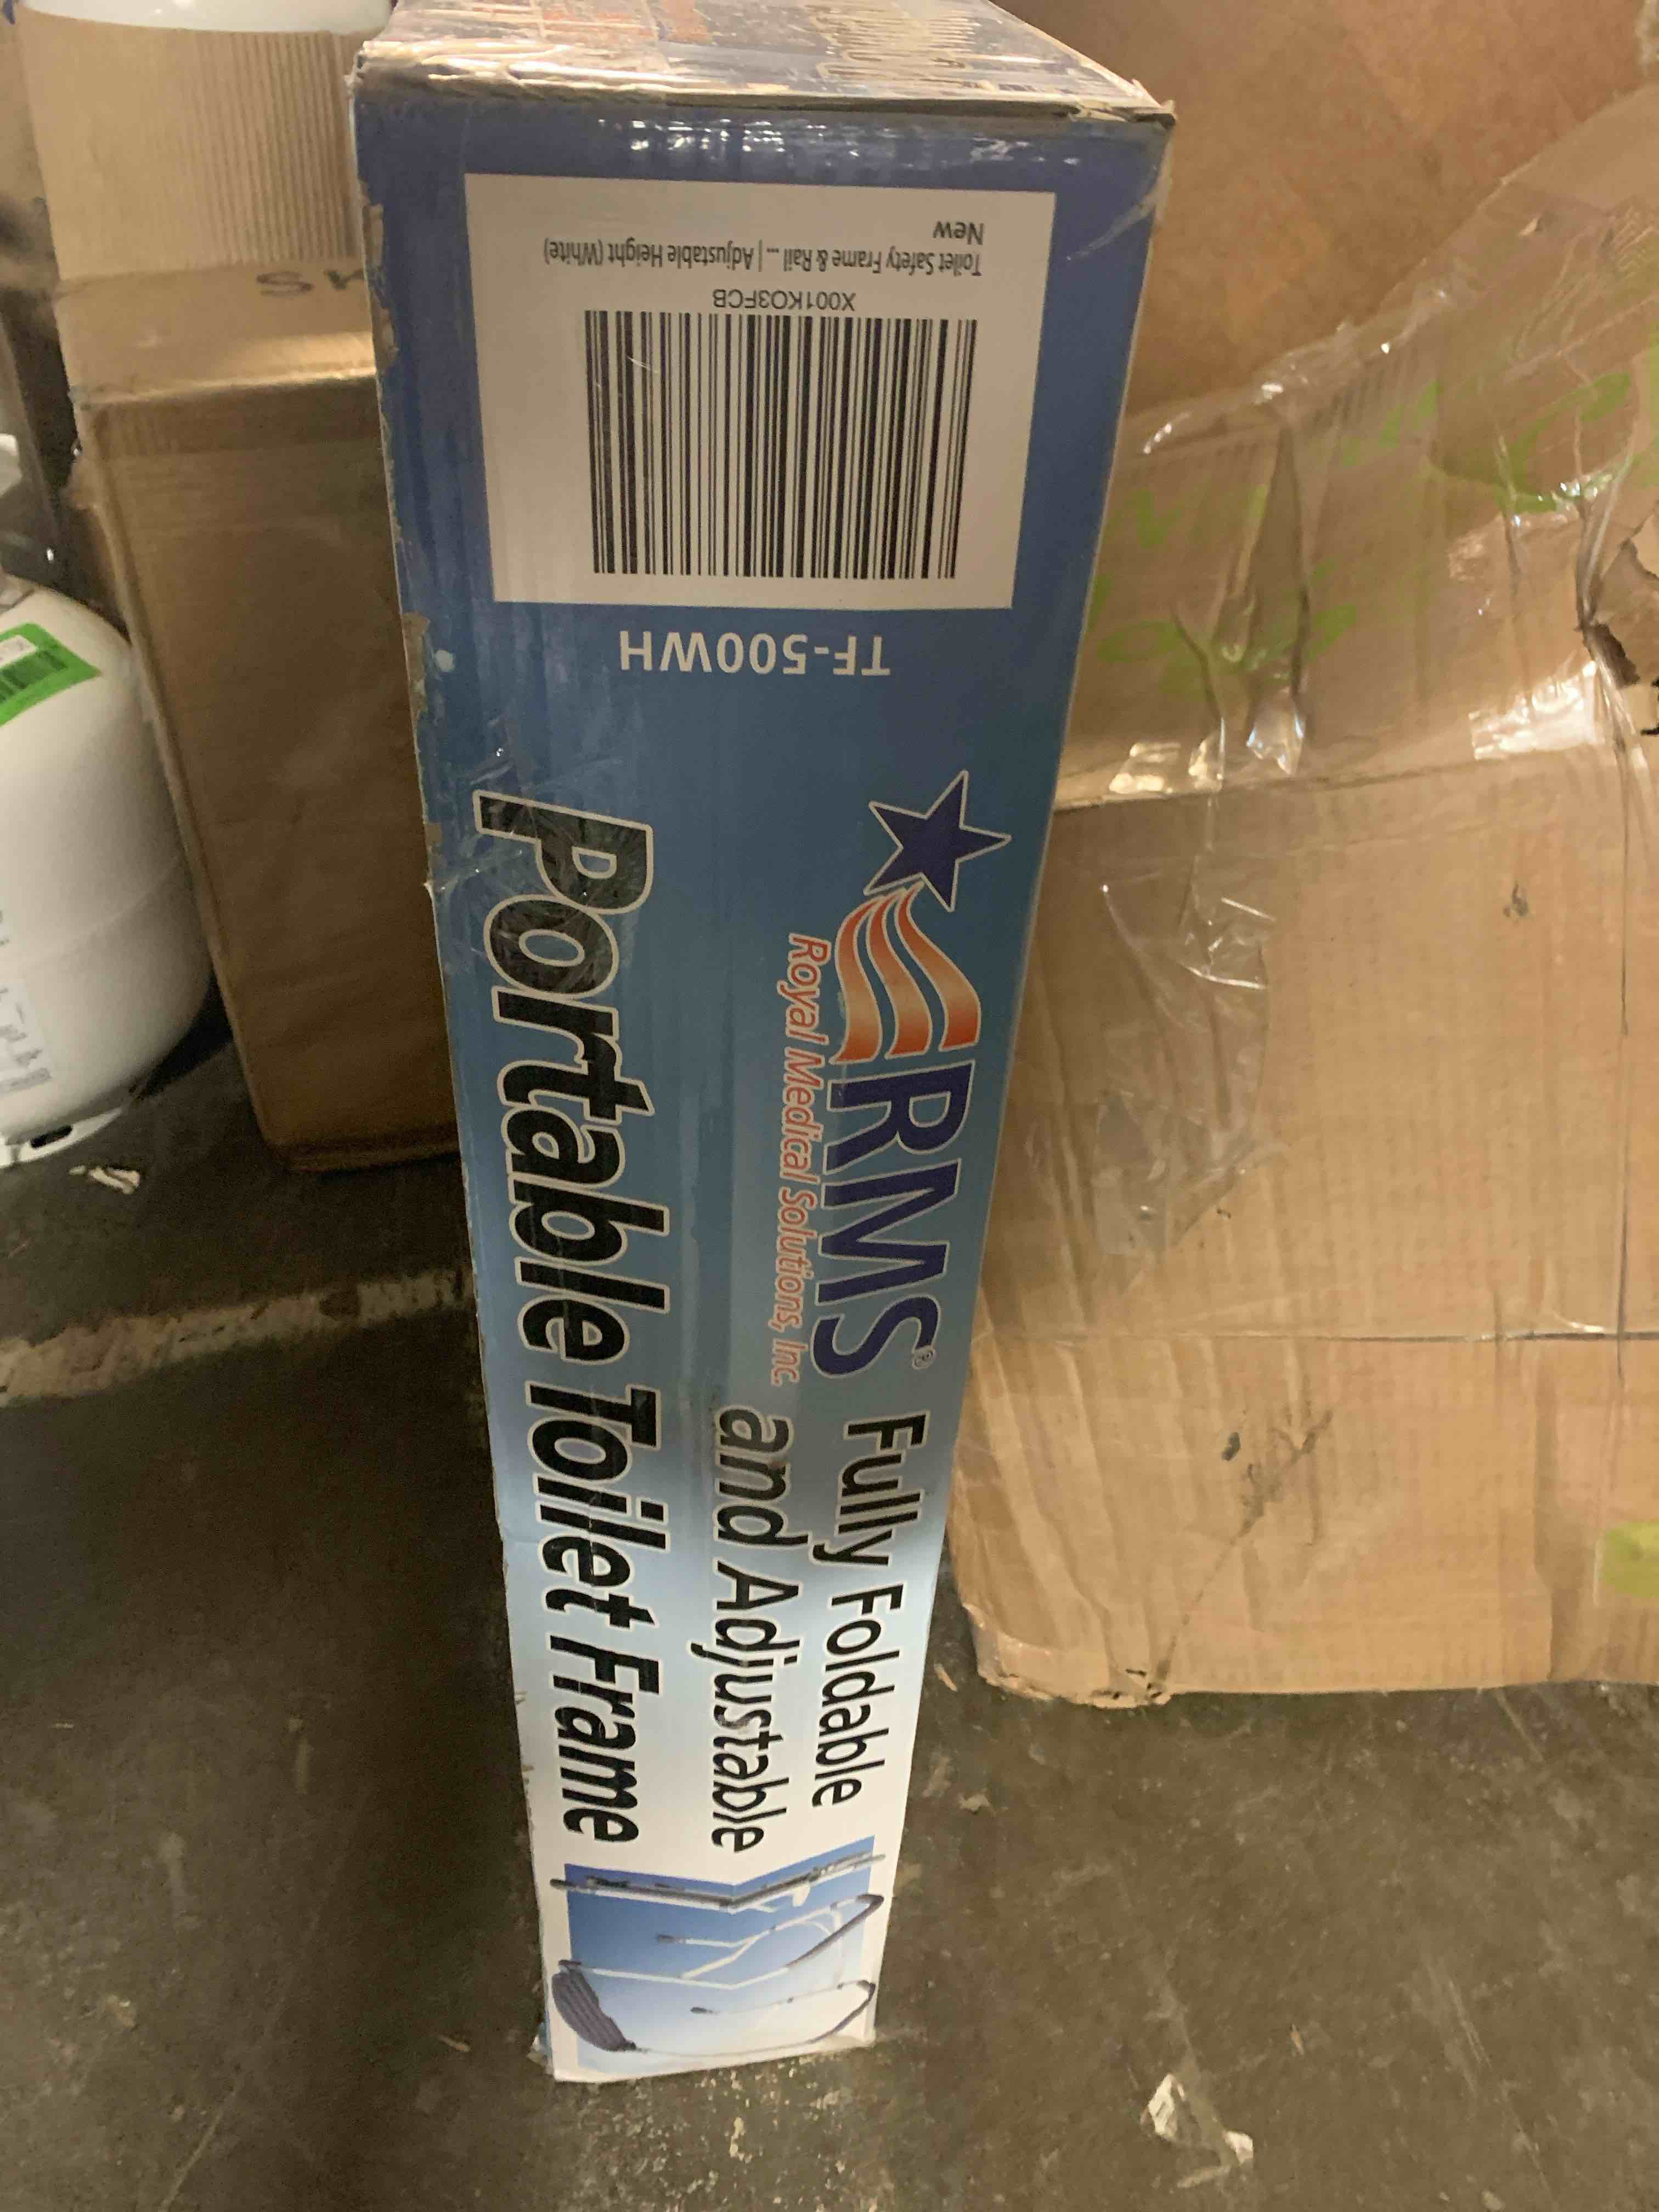 X001KO3FCB
Toilet Safety Frame & Rail ... | Adjustable Height (White)
New
TF-500WH
RMS®
Royal Medical Solutions, Inc.
Fully Foldable
and Adjustable
Portable Toilet Frame